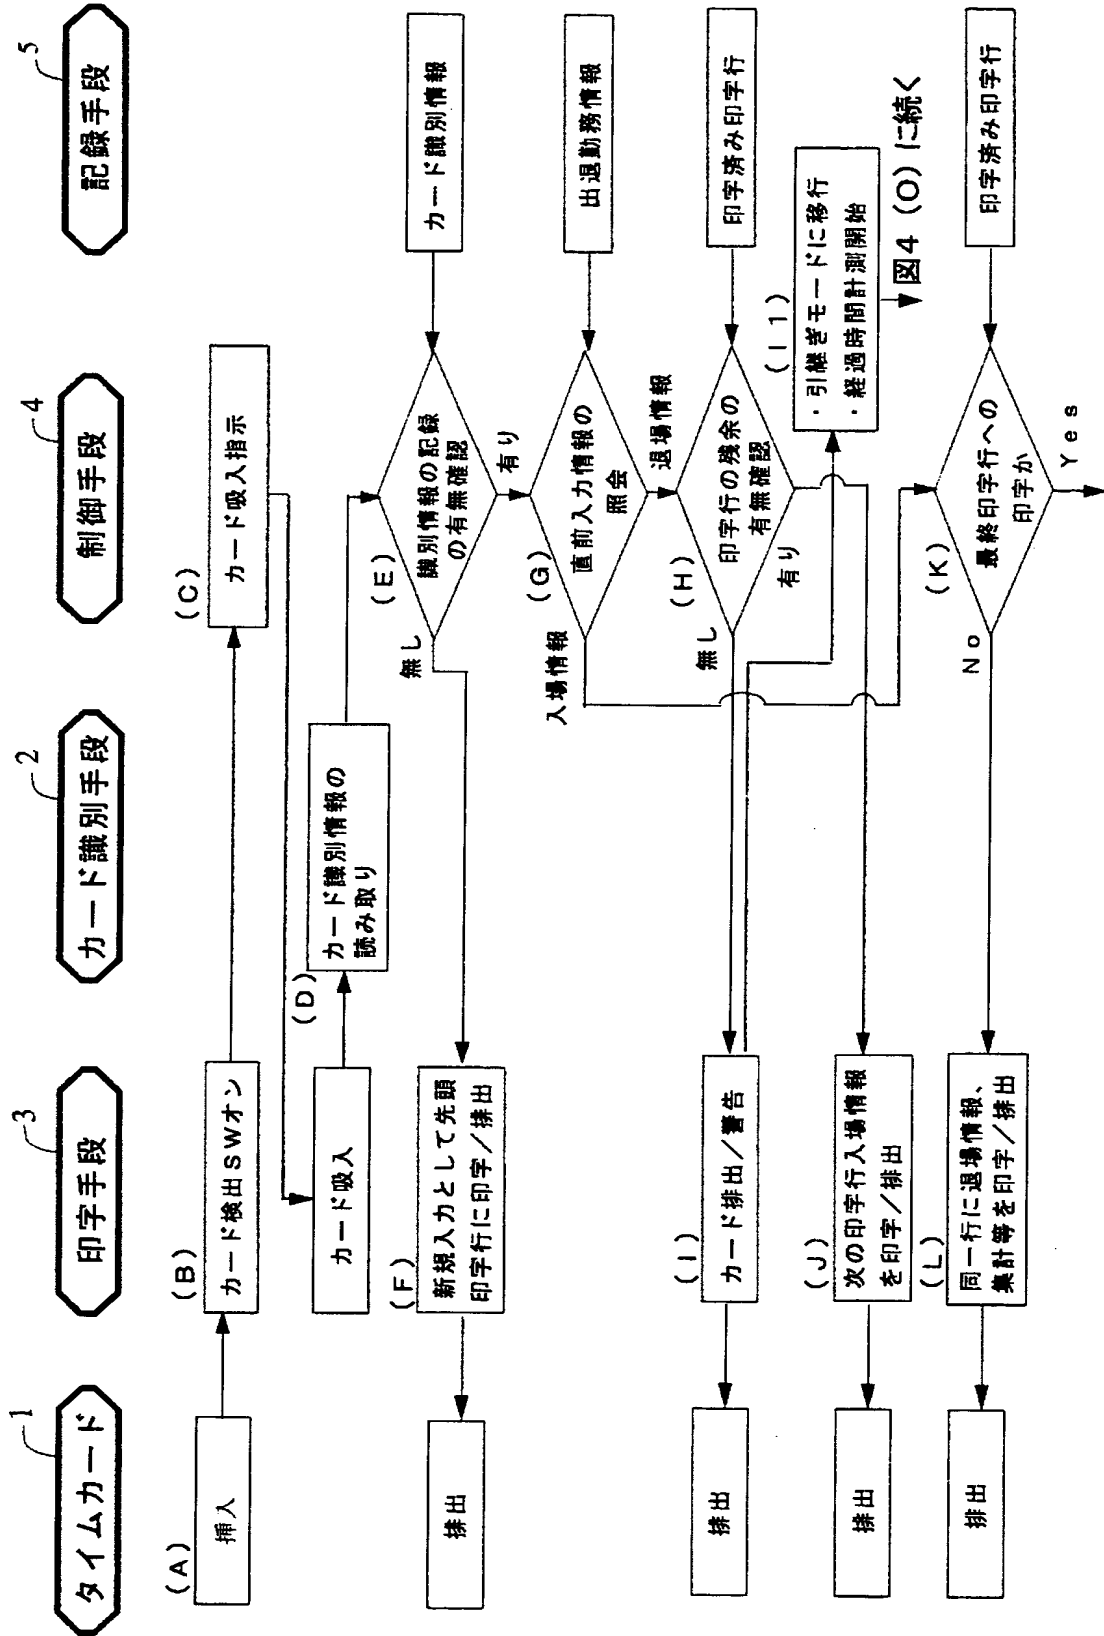 1
タイムカード
3
印字手段
2
カード識別手段
4
制御手段
5
記録手段
(A)
挿入
(B)
カード検出SWオン
(C)
カード吸入指示
カード吸入
(D)
カード識別情報の
読み取り
(E)
識別情報の記録
の有無確認
カード識別情報
無し
有り
(F)
新規入力として先頭
印字行に印字/排出
排出
(G)
直前入力情報の
照会
出退勤務情報
入場情報
退場情報
(H)
印字行の残余の
有無確認
印字済み印字行
無し
有り
(I)
カード排出/警告
排出
(I1)
・引継ぎモードに移行
・経過時間計測開始
図4(O)に続く
(J)
次の印字行入場情報
を印字/排出
排出
(K)
最終印字行への
印字か
印字済み印字行
No
Yes
(L)
同一行に退場情報、
集計等を印字/排出
排出